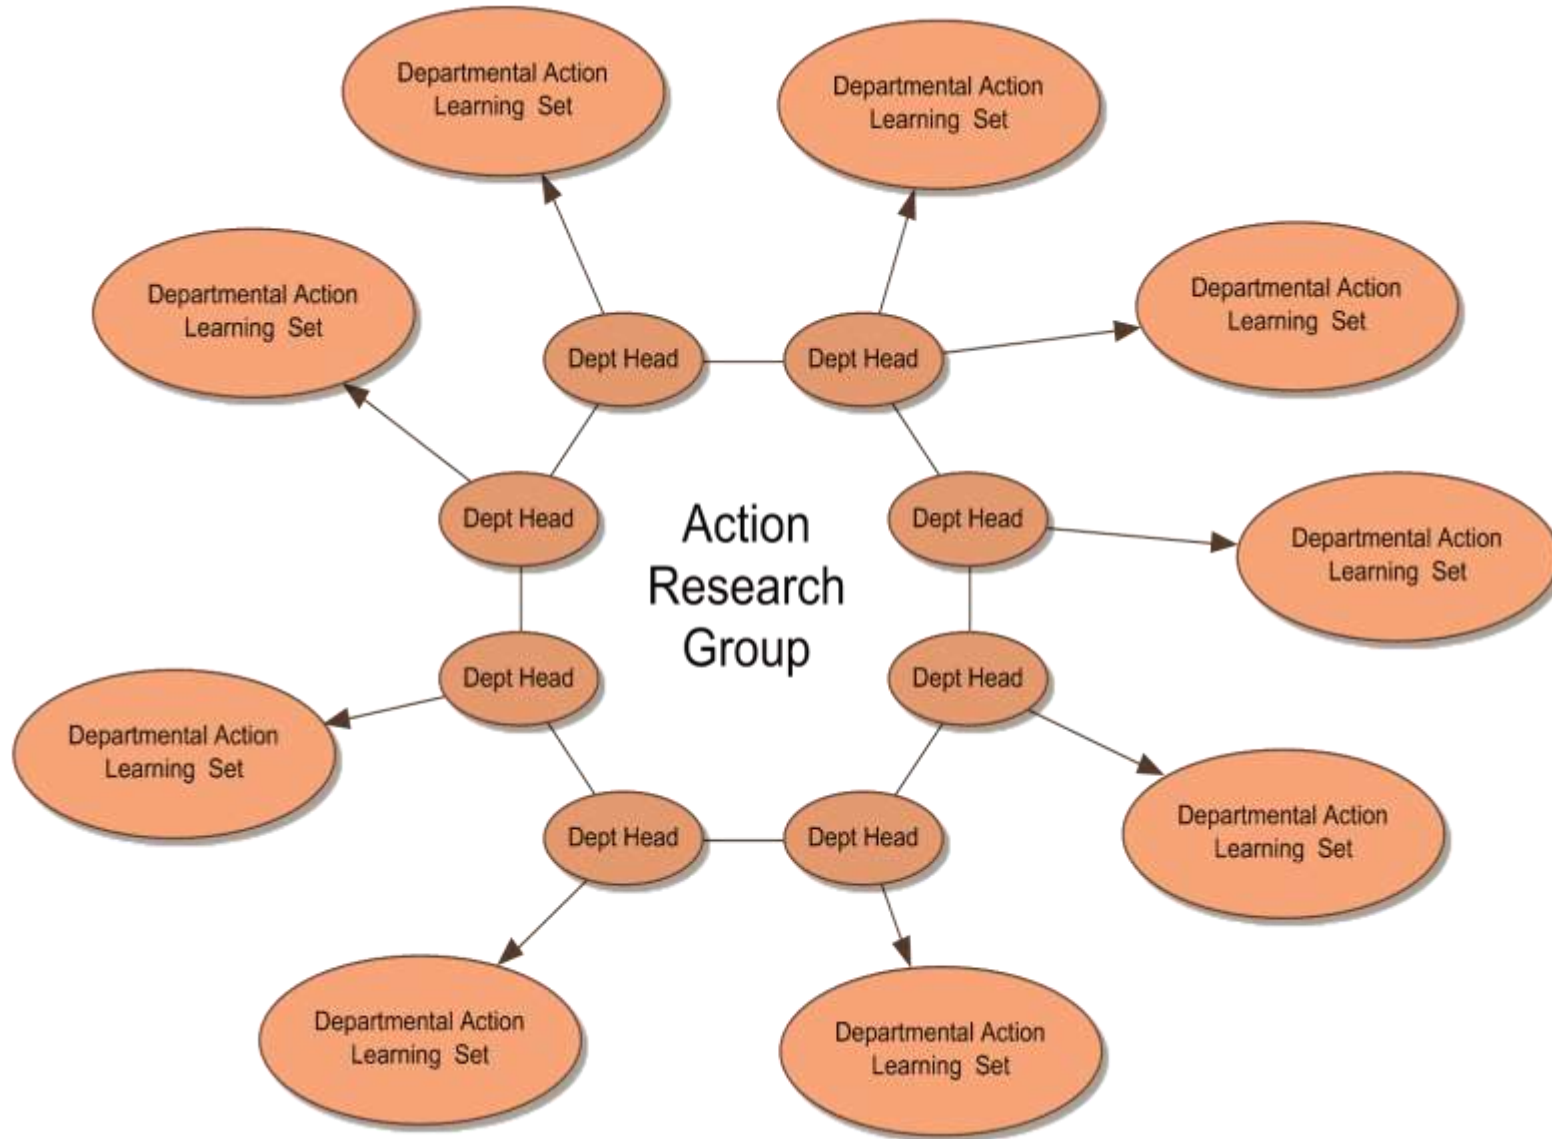 Departmental Action
Learning Set
Departmental Action
Learning Set
Departmental Action
Learning Set
Departmental Action
Learning Set
Dept Head
Dept Head
Dept Head
Dept Head
Action
Research
Group
Departmental Action
Learning Set
Dept Head
Dept Head
Departmental Action
Learning Set
Departmental Action
Learning Set
Dept Head
Dept Head
Departmental Action
Learning Set
Departmental Action
Learning Set